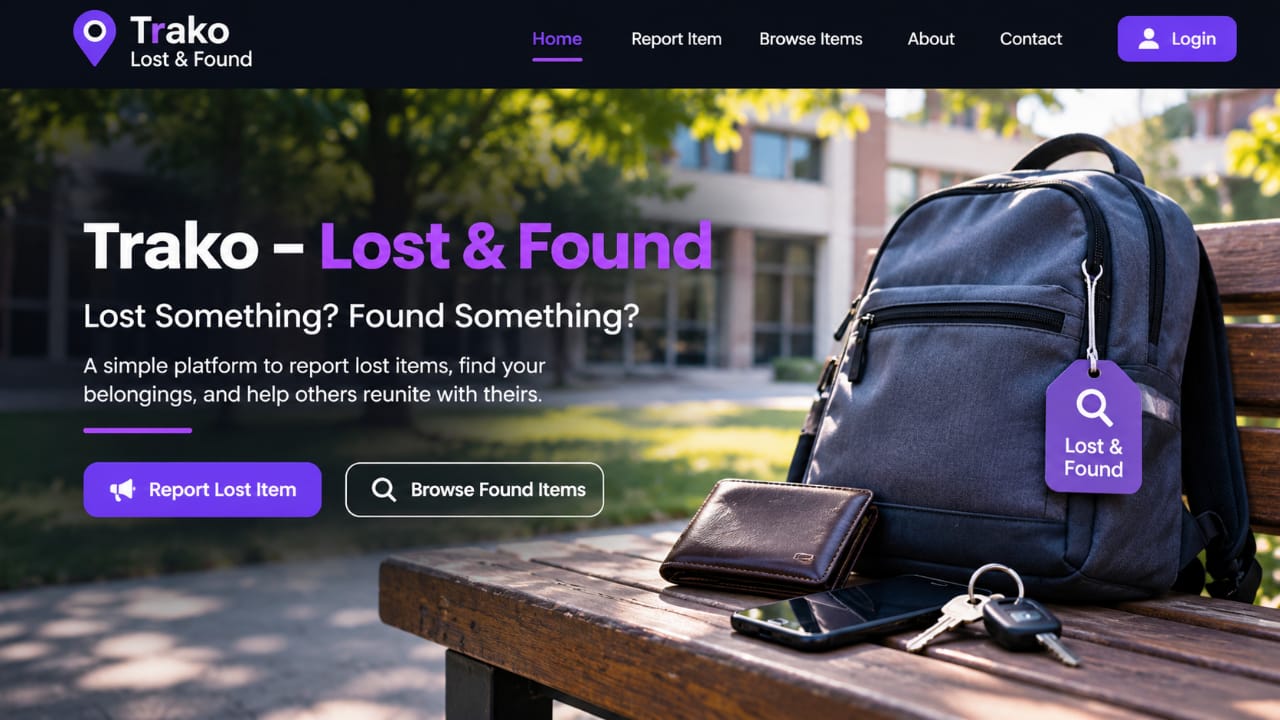 Trako
Lost & Found
Home
Report Item
Browse Items
About
Contact
Login
Trako – Lost & Found
Lost Something? Found Something?
A simple platform to report lost items, find your
belongings, and help others reunite with theirs.
Report Lost Item
Browse Found Items
Lost &
Found